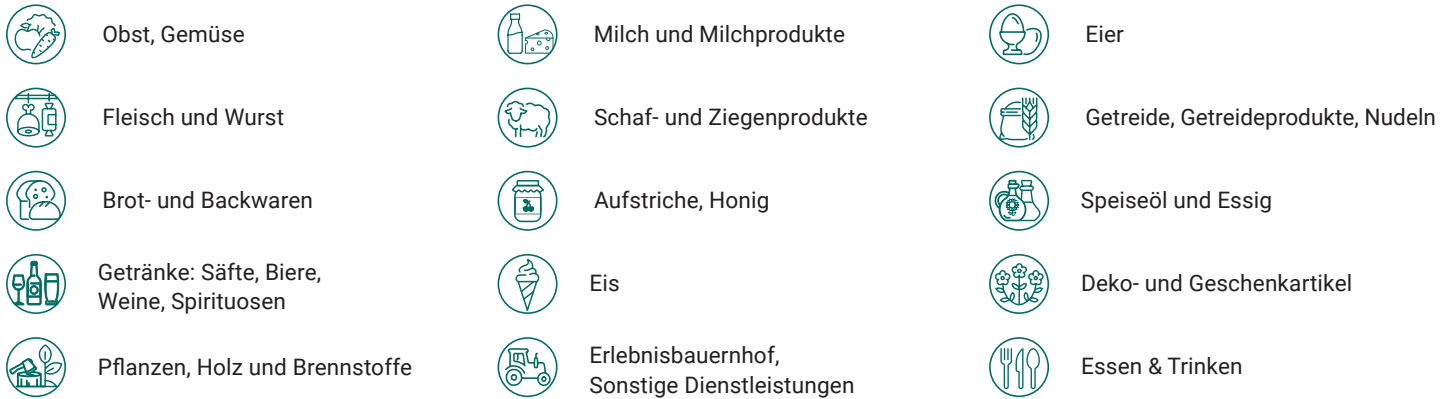 Obst, Gemüse
Milch und Milchprodukte
Eier
Fleisch und Wurst
Schaf- und Ziegenprodukte
Getreide, Getreideprodukte, Nudeln
Brot- und Backwaren
Aufstriche, Honig
Speiseöl und Essig
Getränke: Säfte, Biere,
Weine, Spirituosen
Eis
Deko- und Geschenkartikel
Pflanzen, Holz und Brennstoffe
Erlebnisbauernhof,
Sonstige Dienstleistungen
Essen & Trinken